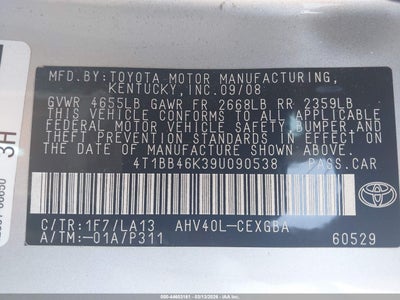 MFD.BY:TOYOTA MOTOR MANUFACTURING,
KENTUCKY,INC.09/08
GVWR 4655LB GAWR FR 2668LB RR 2359LB
THIS VEHICLE CONFORMS TO ALL APPLICABLE
FEDERAL MOTOR VEHICLE SAFETY, BUMPER, AND
THEFT PREVENTION STANDARDS IN EFFECT ON THE
DATE OF MANUFACTURE SHOWN ABOVE.
4T1BB46K39U090538 PASS.CAR
C/TR:1F7/LA13 AHV40L-CEXGBA
A/TM:-01A/P311
TOYOTA
60529
3H